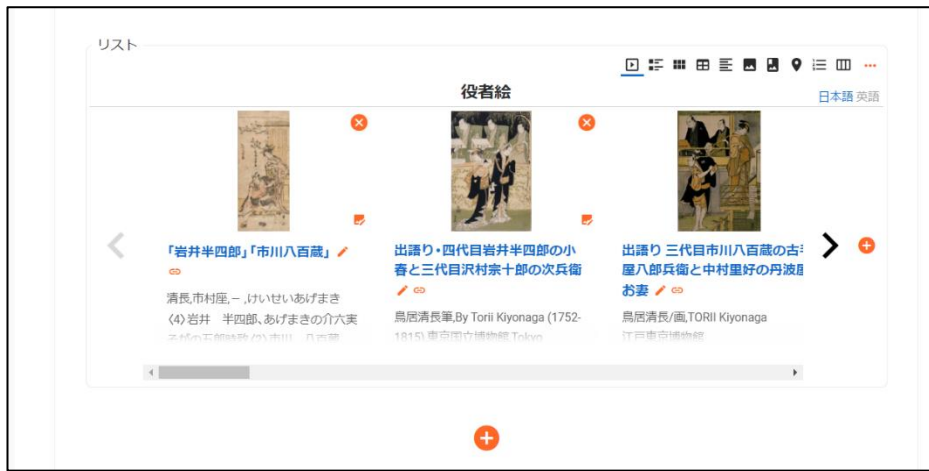 リスト
役者絵
日本語 英語
「岩井半四郎」「市川八百蔵」
清長,市村座,－,けいせいあげまき
〈4〉岩井　半四郎、あげまきの介六実
出語り・四代目岩井半四郎の小
春と三代目沢村宗十郎の次兵衛
鳥居清長筆,By Torii Kiyonaga (1752-
1815),東京国立博物館,Tokyo
出語り 三代目市川八百蔵の古手
屋八郎兵衛と中村里好の丹波屋
お妻
鳥居清長/画,TORII Kiyonaga
江戸東京博物館